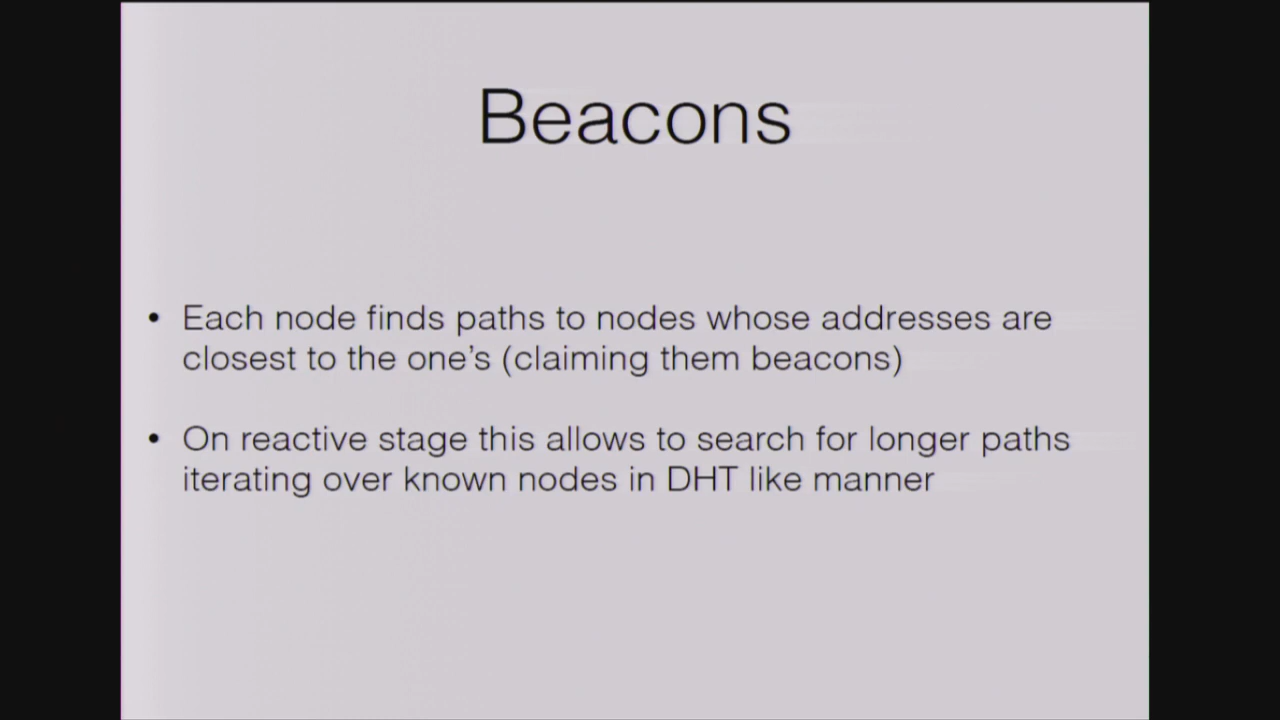 Beacons
• Each node finds paths to nodes whose addresses are
closest to the one's (claiming them beacons)
• On reactive stage this allows to search for longer paths
iterating over known nodes in DHT like manner